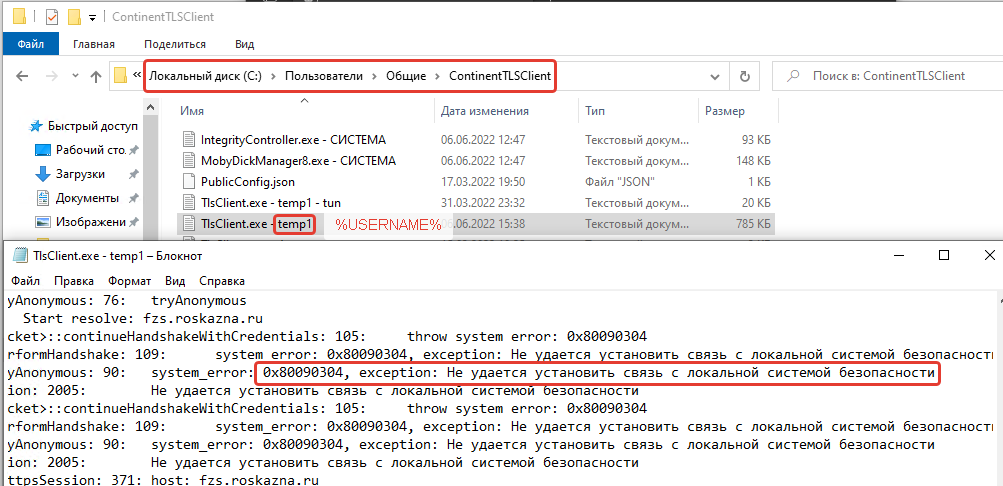 ContinentTLSClient
Файл Главная Поделиться Вид
« Локальный диск (C:) › Пользователи › Общие › ContinentTLSClient Поиск в: ContinentTLSClient
Имя Дата изменения Тип Размер
Быстрый доступ
Рабочий сто.
Загрузки
Документы
Изображени
IntegrityController.exe - СИСТЕМА 06.06.2022 12:47 Текстовый докум... 93 КБ
MobyDickManager8.exe - СИСТЕМА 06.06.2022 12:47 Текстовый докум... 148 КБ
PublicConfig.json 17.03.2022 19:50 Файл "JSON" 1 КБ
TlsClient.exe - temp1 - tun 31.03.2022 23:32 Текстовый докум... 2 КБ
TlsClient.exe - temp1 %USERNAME% .06.2022 15:38 Текстовый докум... 785 КБ
TlsClient.exe - temp1 – Блокнот
Файл Правка Формат Вид Справка
yAnonymous: 76: tryAnonymous
Start resolve: fzs.roskazna.ru
cket>::continueHandshakeWithCredentials: 105: throw system error: 0x80090304
rformHandshake: 109: system error: 0x80090304, exception: Не удается установить связь с локальной системой безопасности
yAnonymous: 90: system_error: 0x80090304, exception: Не удается установить связь с локальной системой безопасности
ion: 2005: Не удается установить связь с локальной системой безопасности
cket>::continueHandshakeWithCredentials: 105: throw system error: 0x80090304
rformHandshake: 109: system_error: 0x80090304, exception: Не удается установить связь с локальной системой безопасности
yAnonymous: 90: system_error: 0x80090304, exception: Не удается установить связь с локальной системой безопасности
ion: 2005: Не удается установить связь с локальной системой безопасности
ttpsSession: 371: host: fzs.roskazna.ru